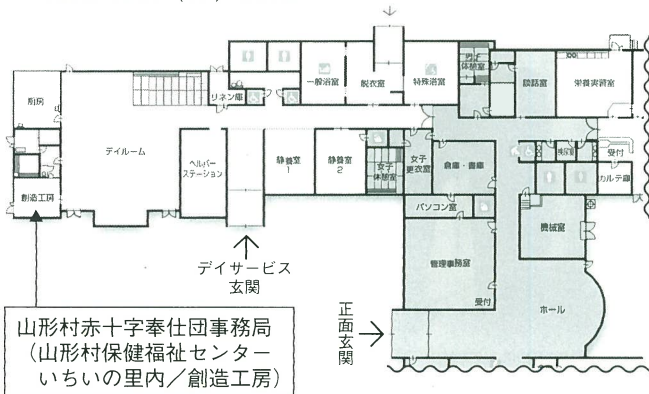 厨房
デイルーム
リネン庫
一般浴室
脱衣室
特殊浴室
男子
休憩室
談話室
栄養実習室
創造工房
ヘルパー
ステーション
静養室
1
静養室
2
女子
休憩室
女子
更衣室
倉庫・書庫
検尿室
受付
カルテ庫
パソコン室
機械室
管理事務室
受付
ホール
デイサービス
玄関
正面玄関
山形村赤十字奉仕団事務局
(山形村保健福祉センター
いちいの里内/創造工房)